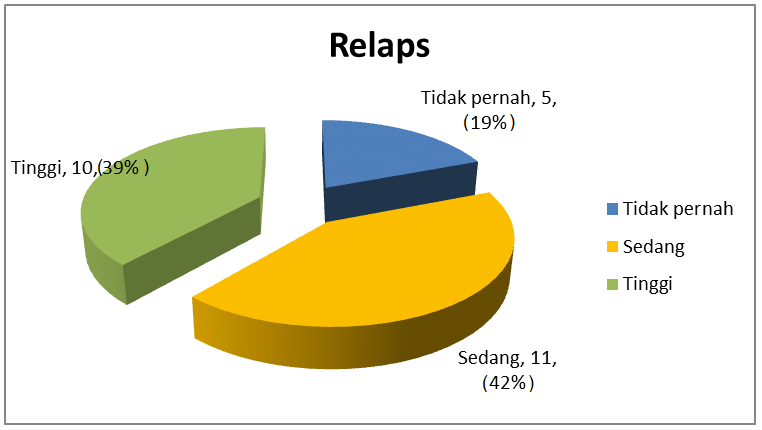 Relaps
Tidak pernah, 5,
(19%)
Tinggi, 10,(39% )
Sedang, 11,
(42%)
Tidak pernah
Sedang
Tinggi